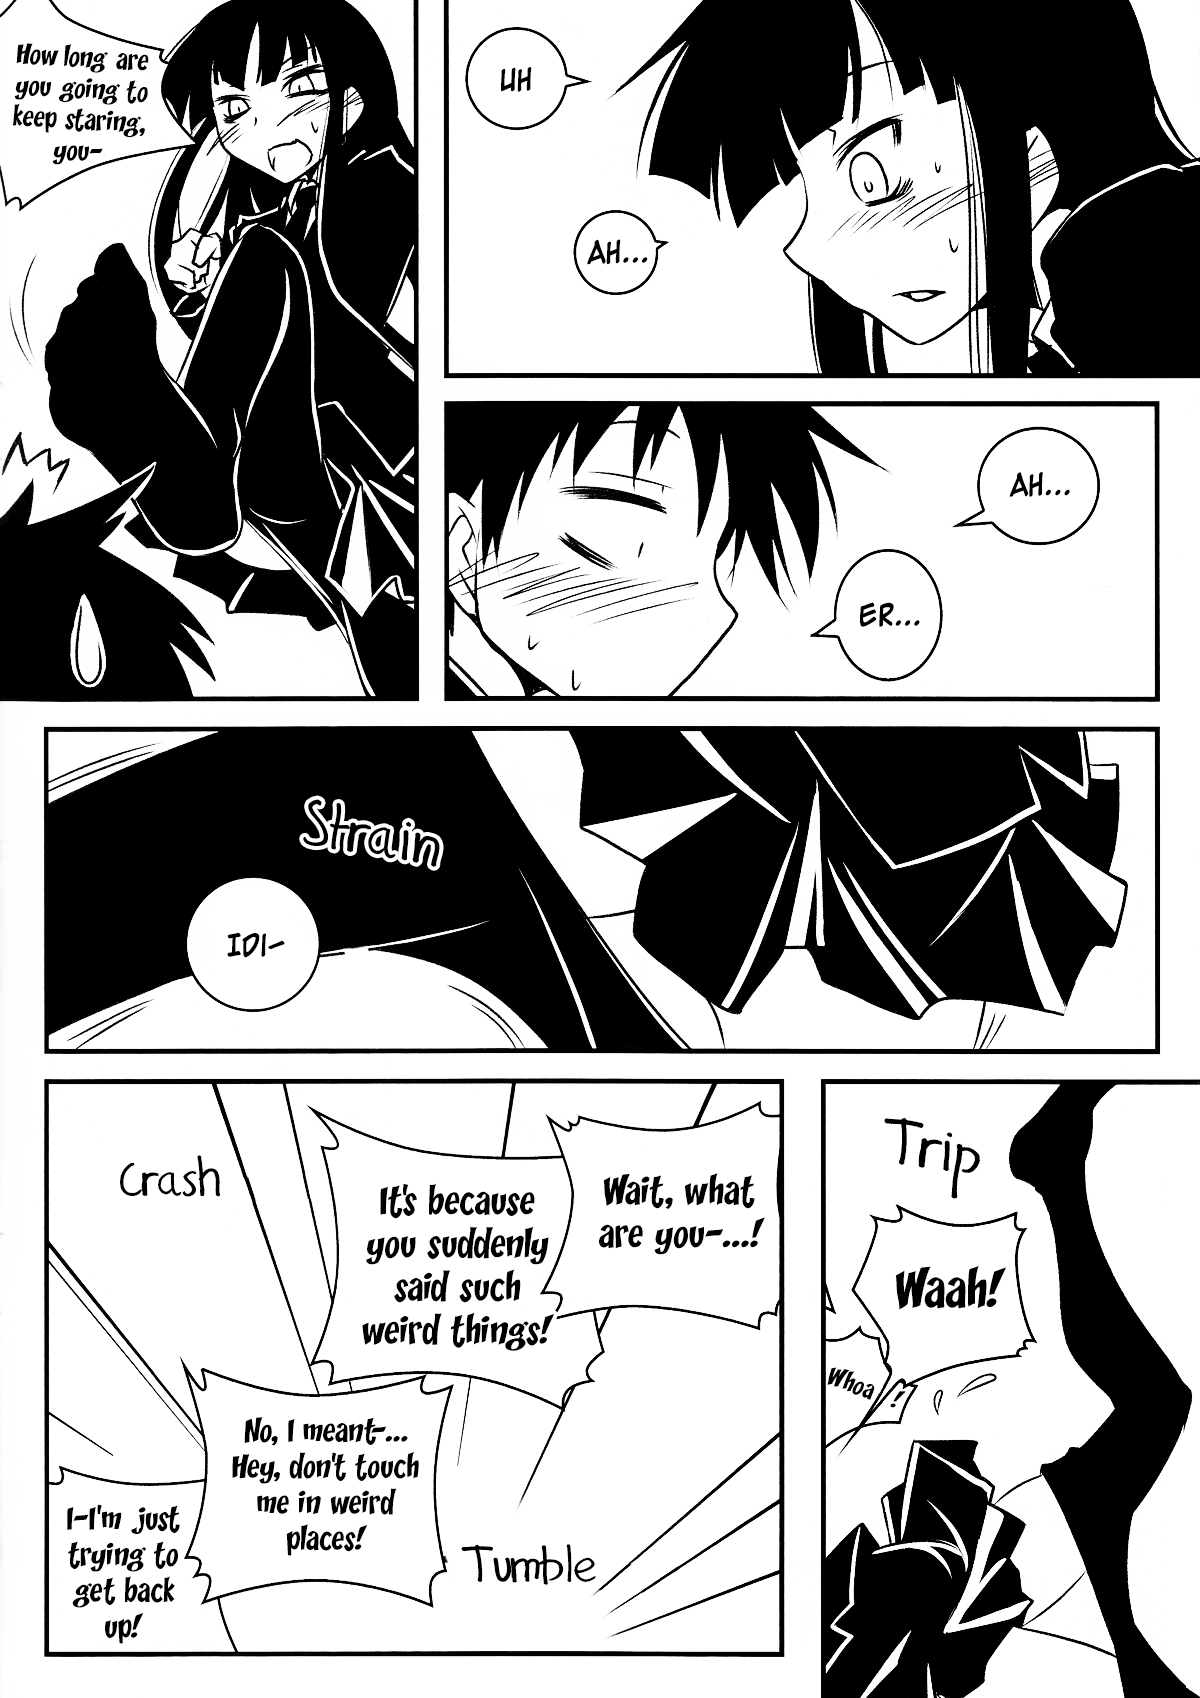 UH
AH...
AH...
ER...
How long are
you going to
keep staring,
you-
Strain
IDI-
Trip
Waah!
Whoa
!
Wait, what
are you-...!
It's because
you suddenly
said such
weird things!
Crash
No, I meant-...
Hey, don't touch
me in weird
places!
I-I'm just
trying to
get back
up!
Tumble